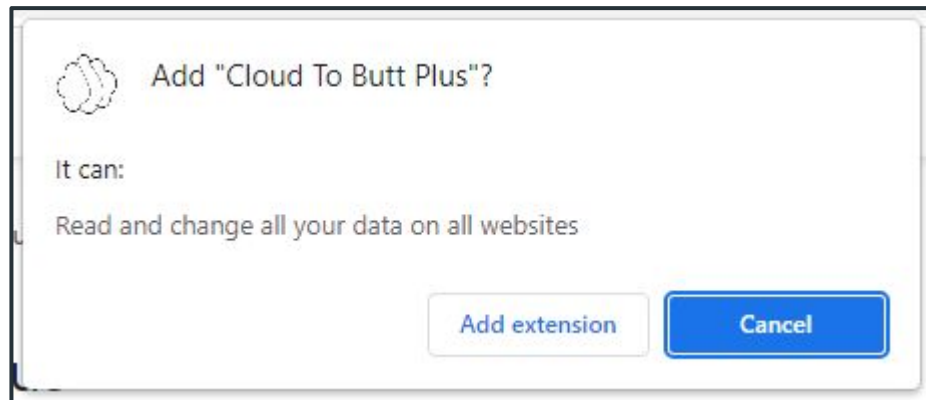 Add "Cloud To Butt Plus"?
It can:
Read and change all your data on all websites
Add extension
Cancel